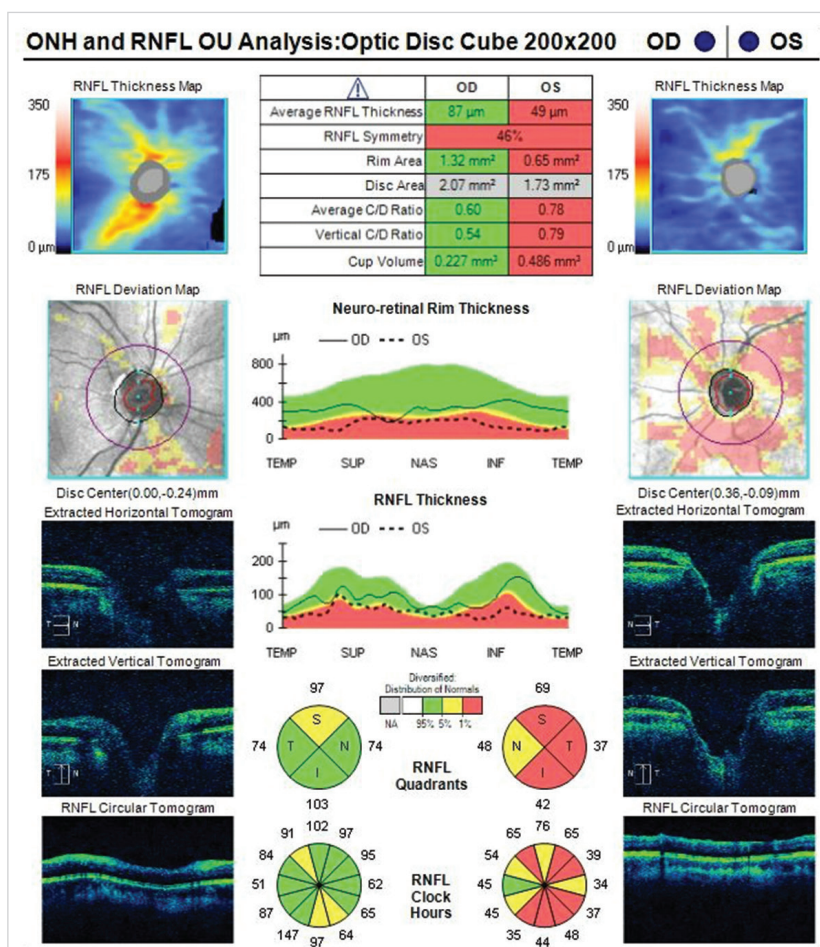 ONH and RNFL OU Analysis:Optic Disc Cube 200x200 OD OS
RNFL Thickness Map
350
175
0 µm
OD OS
Average RNFL Thickness 87 µm 49 µm
RNFL Symmetry 46%
Rim Area 1.32 mm² 0.65 mm²
Disc Area 2.07 mm² 1.73 mm²
Average C/D Ratio 0.60 0.78
Vertical C/D Ratio 0.54 0.79
Cup Volume 0.227 mm³ 0.486 mm³
RNFL Thickness Map
350
175
0 µm
RNFL Deviation Map
Disc Center(0.00,-0.24)mm
Neuro-retinal Rim Thickness
µm OD OS
800
400
0
TEMP SUP NAS INF TEMP
RNFL Deviation Map
Disc Center(0.36,-0.09)mm
Extracted Horizontal Tomogram
T N
RNFL Thickness
µm OD OS
200
100
0
TEMP SUP NAS INF TEMP
Extracted Horizontal Tomogram
N T
Extracted Vertical Tomogram
T N
Diversified:
Distribution of Normals
NA 95% 5% 1%
97
S
74 T N 74
I
103
RNFL
Quadrants
69
S
48 N T 37
I
42
Extracted Vertical Tomogram
N T
RNFL Circular Tomogram
102
91 97
84 95
51 62
87 65
147 64
97
RNFL
Clock
Hours
76
65 65
54 39
45 34
45 37
35 48
44
RNFL Circular Tomogram